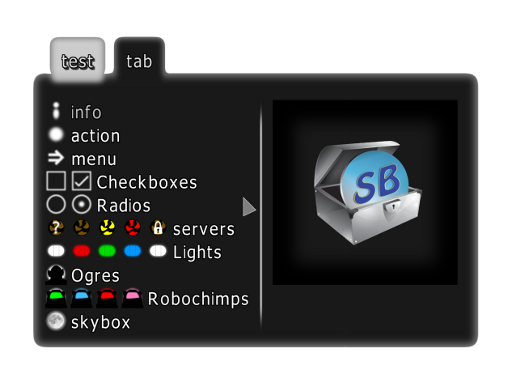 test tab
info
action
menu
Checkboxes
Radios
servers
Lights
Ogres
Robochimps
skybox
SB